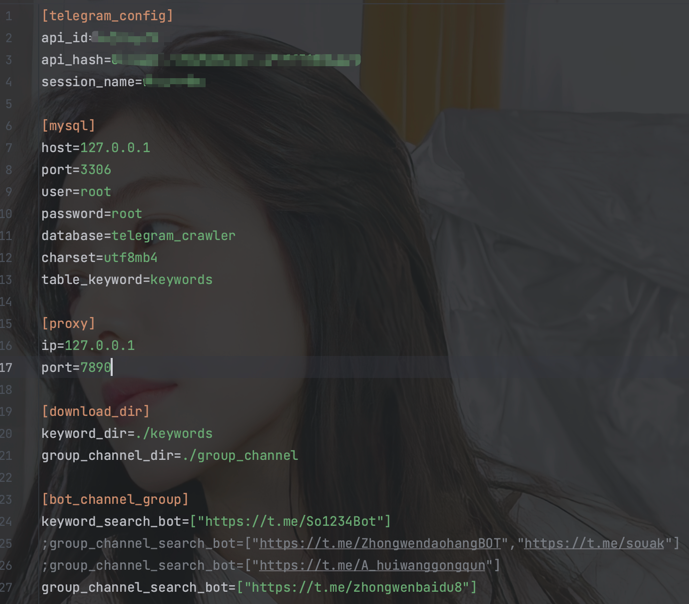 1 [telegram_config]
2 api_id=
3 api_hash=
4 session_name=
5
6 [mysql]
7 host=127.0.0.1
8 port=3306
9 user=root
10 password=root
11 database=telegram_crawler
12 charset=utf8mb4
13 table_keyword=keywords
14
15 [proxy]
16 ip=127.0.0.1
17 port=7890
18
19 [download_dir]
20 keyword_dir=./keywords
21 group_channel_dir=./group_channel
22
23 [bot_channel_group]
24 keyword_search_bot=["https://t.me/So1234Bot"]
25 ;group_channel_search_bot=["https://t.me/ZhongwendaohangBOT","https://t.me/souak"]
26 ;group_channel_search_bot=["https://t.me/A_huiwanggongqun"]
27 group_channel_search_bot=["https://t.me/zhongwenbaidu8"]